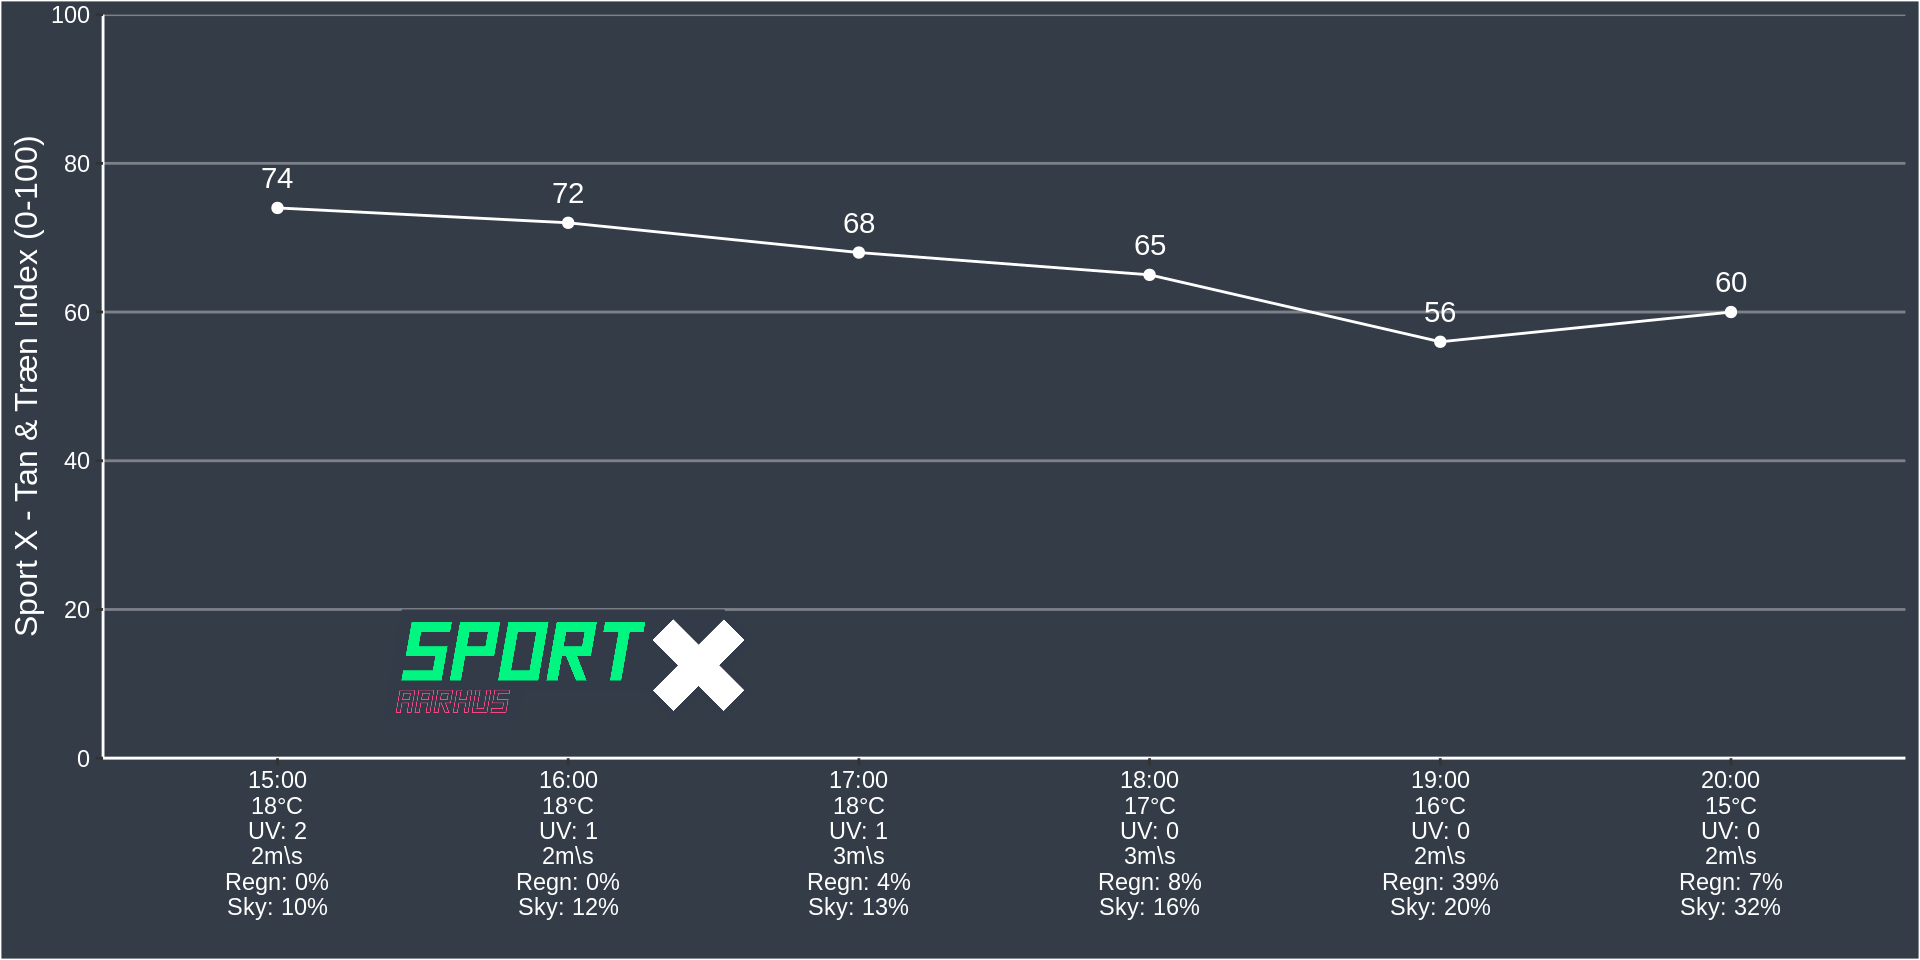 Sport X - Tan & Træn Index (0-100)
100
80
60
40
20
0
74
72
68
65
56
60
SPORT X
AARHUS
15:00
18°C
UV: 2
2m\s
Regn: 0%
Sky: 10%
16:00
18°C
UV: 1
2m\s
Regn: 0%
Sky: 12%
17:00
18°C
UV: 1
3m\s
Regn: 4%
Sky: 13%
18:00
17°C
UV: 0
3m\s
Regn: 8%
Sky: 16%
19:00
16°C
UV: 0
2m\s
Regn: 39%
Sky: 20%
20:00
15°C
UV: 0
2m\s
Regn: 7%
Sky: 32%